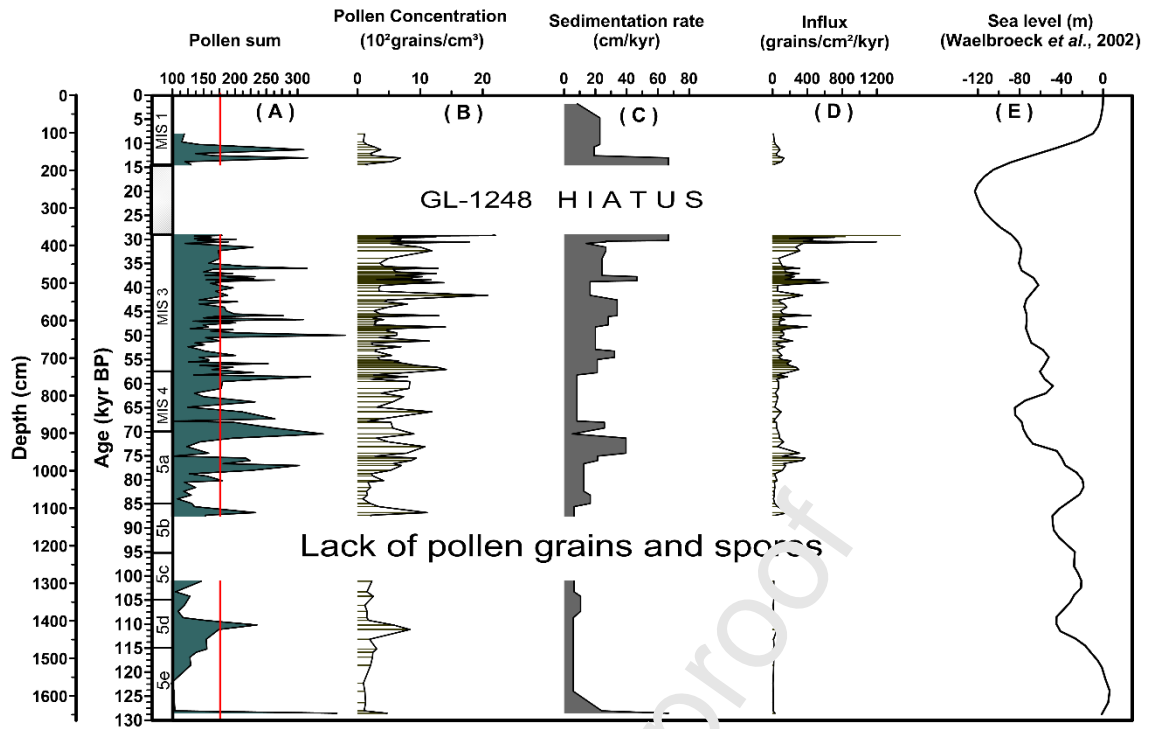 Pollen sum
Pollen Concentration
(10²grains/cm³)
Sedimentation rate
(cm/kyr)
Influx
(grains/cm²/kyr)
Sea level (m)
(Waelbroeck et al., 2002)
100 150 200 250 300
0 10 20
0 20 40 60 80
0 400 800 1200
-120 -80 -40 0
(A) (B) (C) (D) (E)
Depth (cm)
0
100
200
300
400
500
600
700
800
900
1000
1100
1200
1300
1400
1500
1600
Age (kyr BP)
0
5
10
15
20
25
30
35
40
45
50
55
60
65
70
75
80
85
90
95
100
105
110
115
120
125
130
MIS 1
MIS 3
MIS 4
5a
5b
5c
5d
5e
GL-1248 HIATUS
Lack of pollen grains and spores
proof